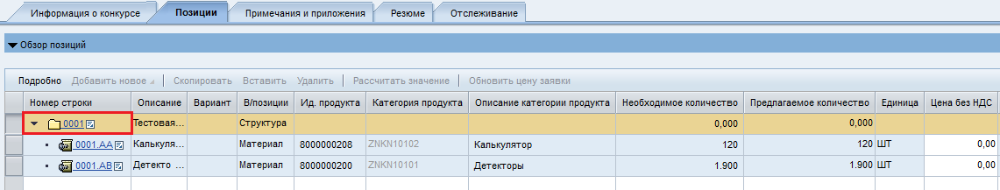 Информация о конкурсе Позиции Примечания и приложения Резюме Отслеживание
Обзор позиций
Подробно Добавить новое Скопировать Вставить Удалить Рассчитать значение Обновить цену заявки
Номер строки Описание Вариант В/позиции Ид. продукта Категория продукта Описание категории продукта Необходимое количество Предлагаемое количество Единица Цена без НДС
0001 Тестовая... Структура 0,000 0,000
0001.AA Калькуля... Материал 8000000208 ZNKN10102 Калькулятор 120 120 ШТ 0,00
0001.AB Детекто ... Материал 8000000200 ZNKN10101 Детекторы 1.900 1.900 ШТ 0,00